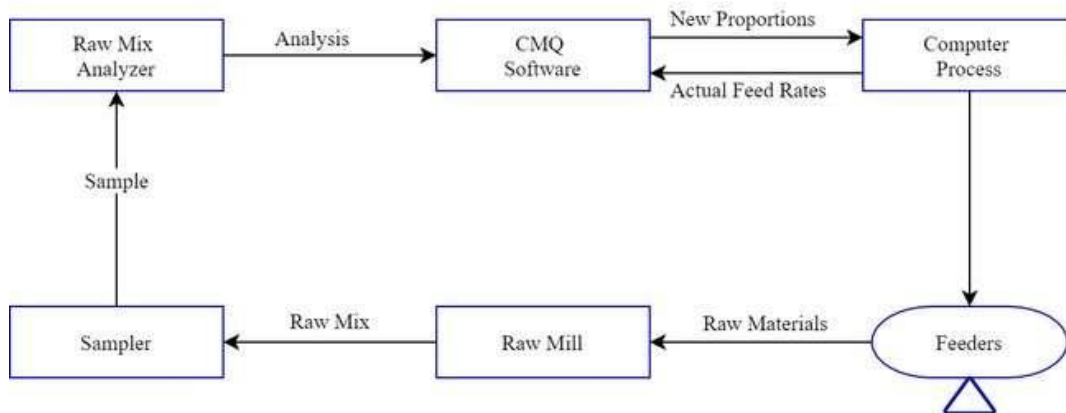 Raw Mix
Analyzer
Analysis
CMQ
Software
New Proportions
Actual Feed Rates
Computer
Process
Sample
Sampler
Raw Mix
Raw Mill
Raw Materials
Feeders